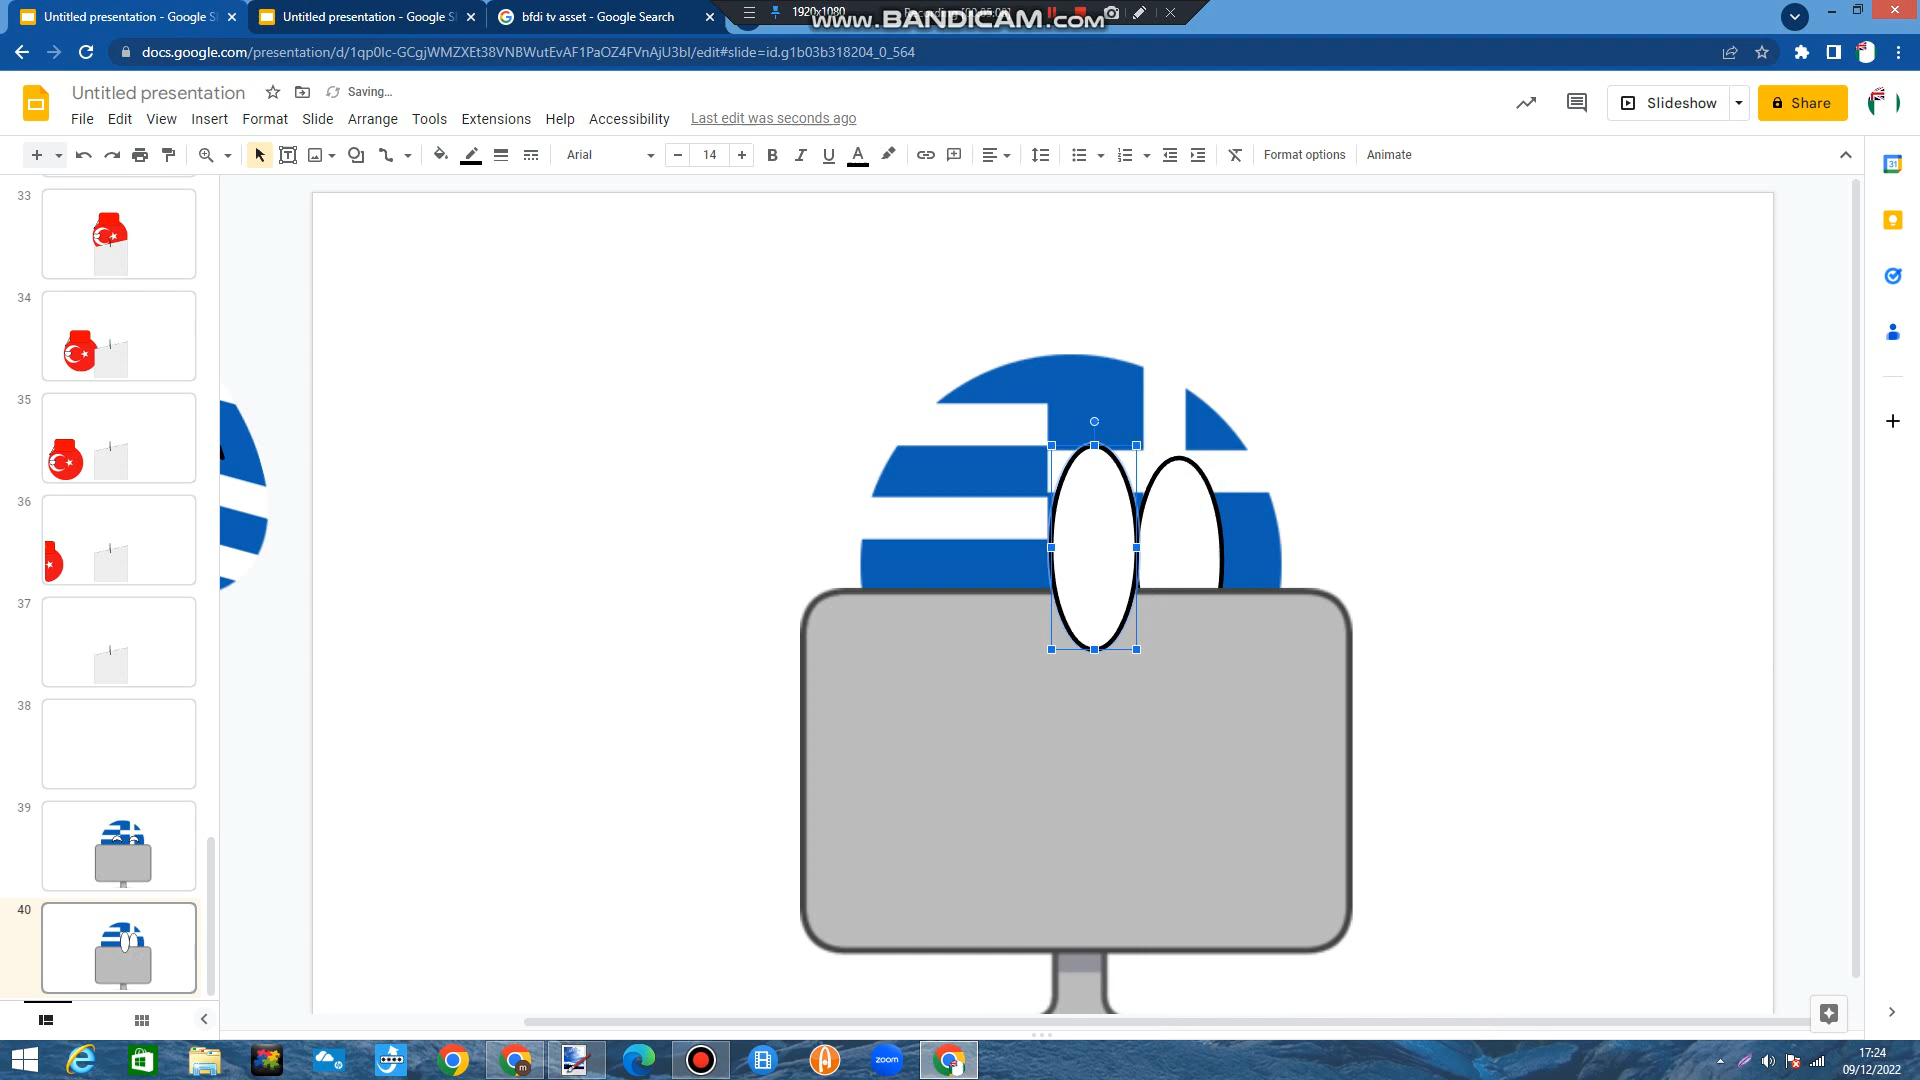 Untitled presentation - Google S
Untitled presentation - Google S
bfdi tv asset - Google Search
1920x1080
www.BANDICAM.com
docs.google.com/presentation/d/1qp0lc-GCgjWMZXEt38VNBWutEvAF1PaOZ4FVnAjU3bI/edit#slide=id.g1b03b318204_0_564
Untitled presentation
Saving...
Slideshow
Share
File Edit View Insert Format Slide Arrange Tools Extensions Help Accessibility
Last edit was seconds ago
Arial
14
Format options
Animate
31
33
34
35
36
37
38
39
40
zoom
17:24
09/12/2022